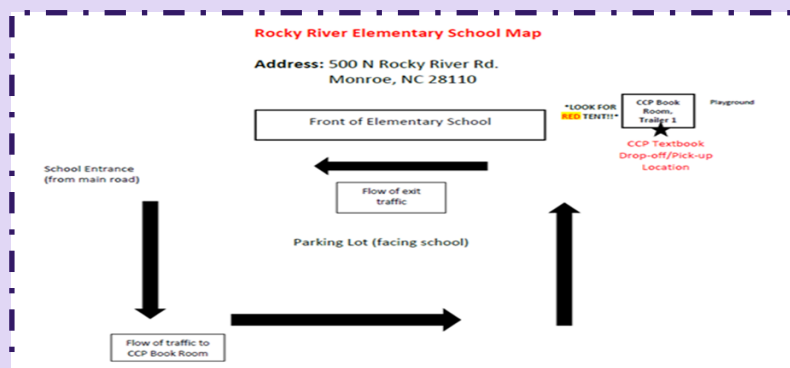 Rocky River Elementary School Map
Address: 500 N Rocky River Rd.
Monroe, NC 28110
Front of Elementary School
*LOOK FOR
RED TENT!!*
CCP Book
Room,
Trailer 1
Playground
CCP Textbook
Drop-off/Pick-up
Location
School Entrance
(from main road)
Flow of exit
traffic
Parking Lot (facing school)
Flow of traffic to
CCP Book Room